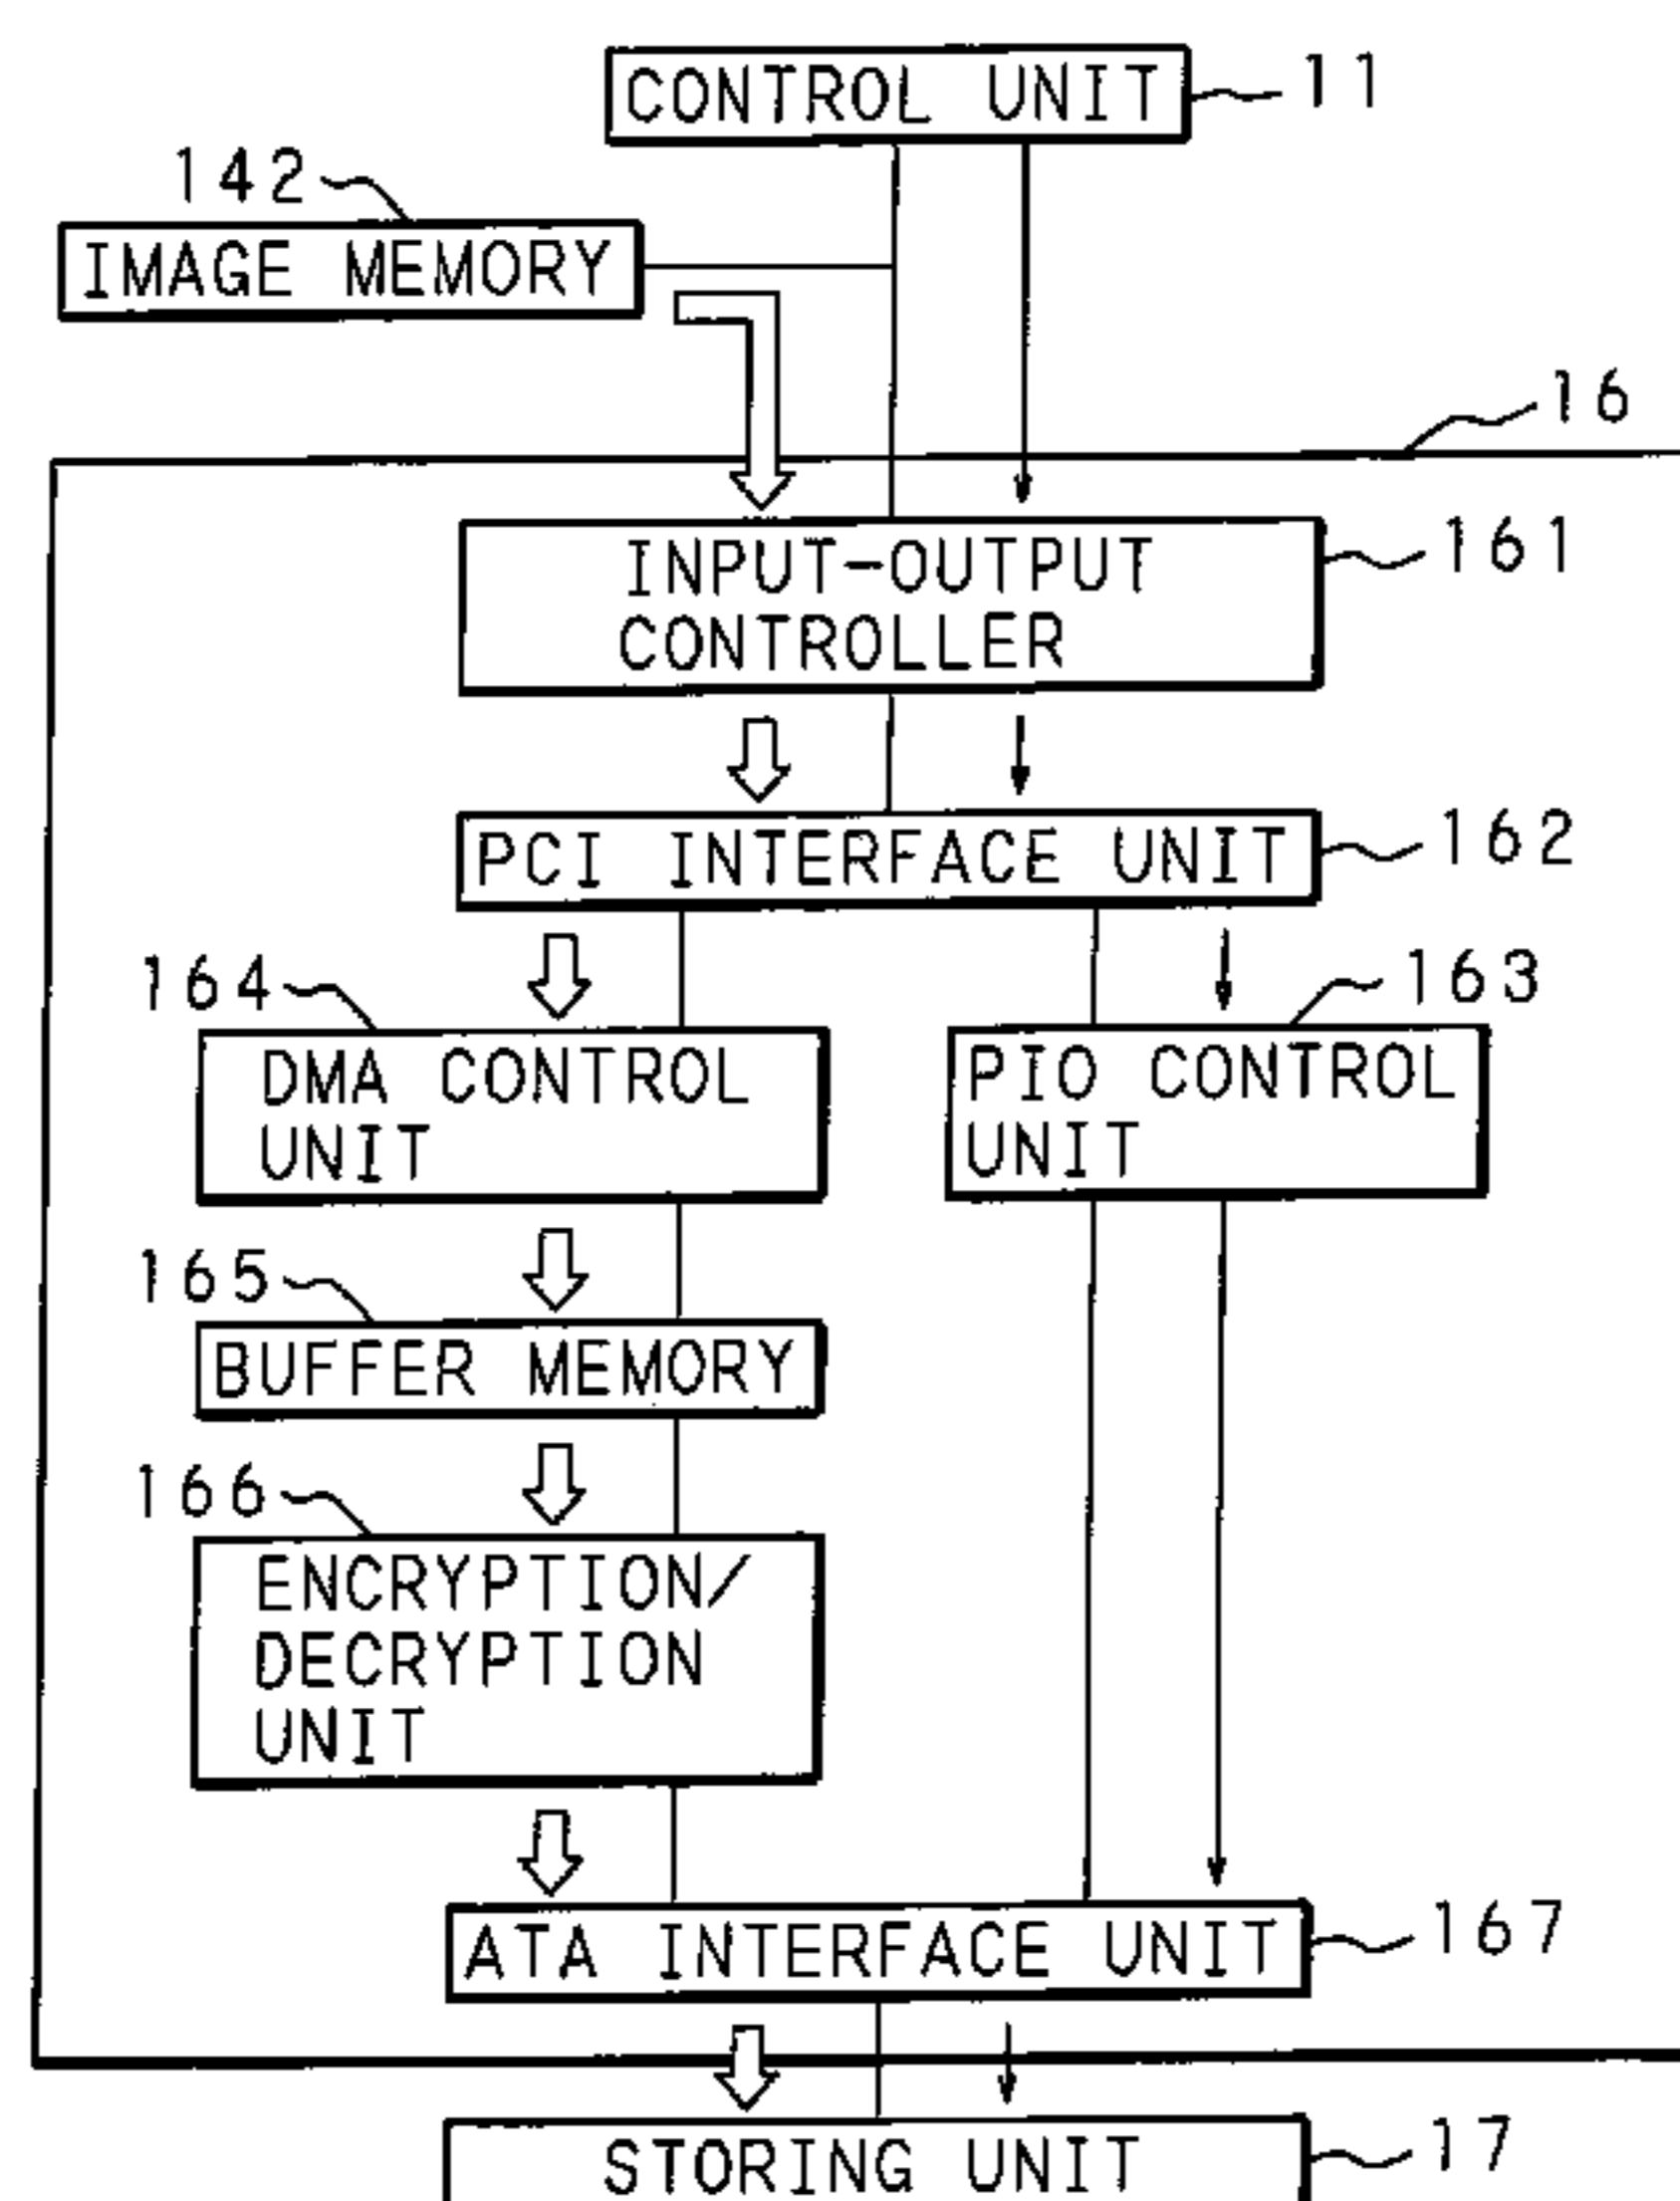 CONTROL UNIT
11
142
IMAGE MEMORY
16
INPUT-OUTPUT
CONTROLLER
161
PCI INTERFACE UNIT
162
164
163
DMA CONTROL
UNIT
PIO CONTROL
UNIT
165
BUFFER MEMORY
166
ENCRYPTION/
DECRYPTION
UNIT
ATA INTERFACE UNIT
167
STORING UNIT
17